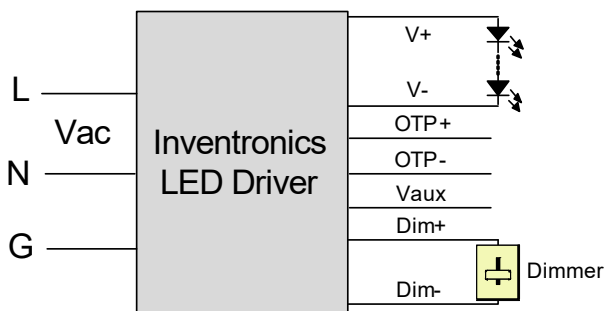 L
Vac
N
G
Inventronics
LED Driver
V+
V-
OTP+
OTP-
Vaux
Dim+
Dim-
Dimmer